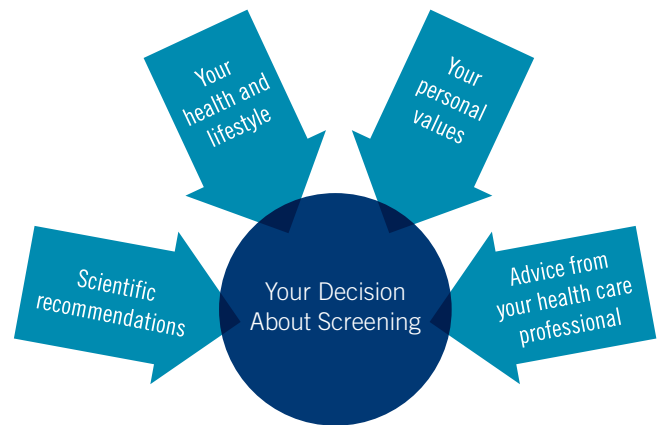 Your
health and
lifestyle
Your
personal
values
Scientific
recommendations
Your Decision
About Screening
Advice from
your health care
professional